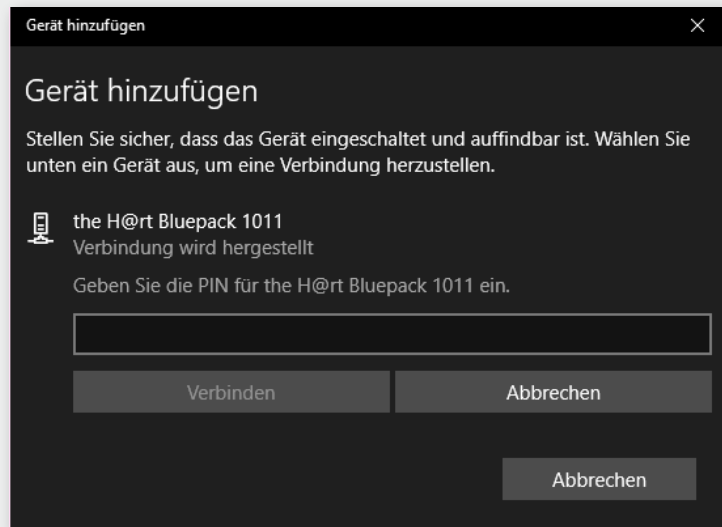 Gerät hinzufügen
Gerät hinzufügen
Stellen Sie sicher, dass das Gerät eingeschaltet und auffindbar ist. Wählen Sie
unten ein Gerät aus, um eine Verbindung herzustellen.
the H@rt Bluepack 1011
Verbindung wird hergestellt
Geben Sie die PIN für the H@rt Bluepack 1011 ein.
Verbinden
Abbrechen
Abbrechen